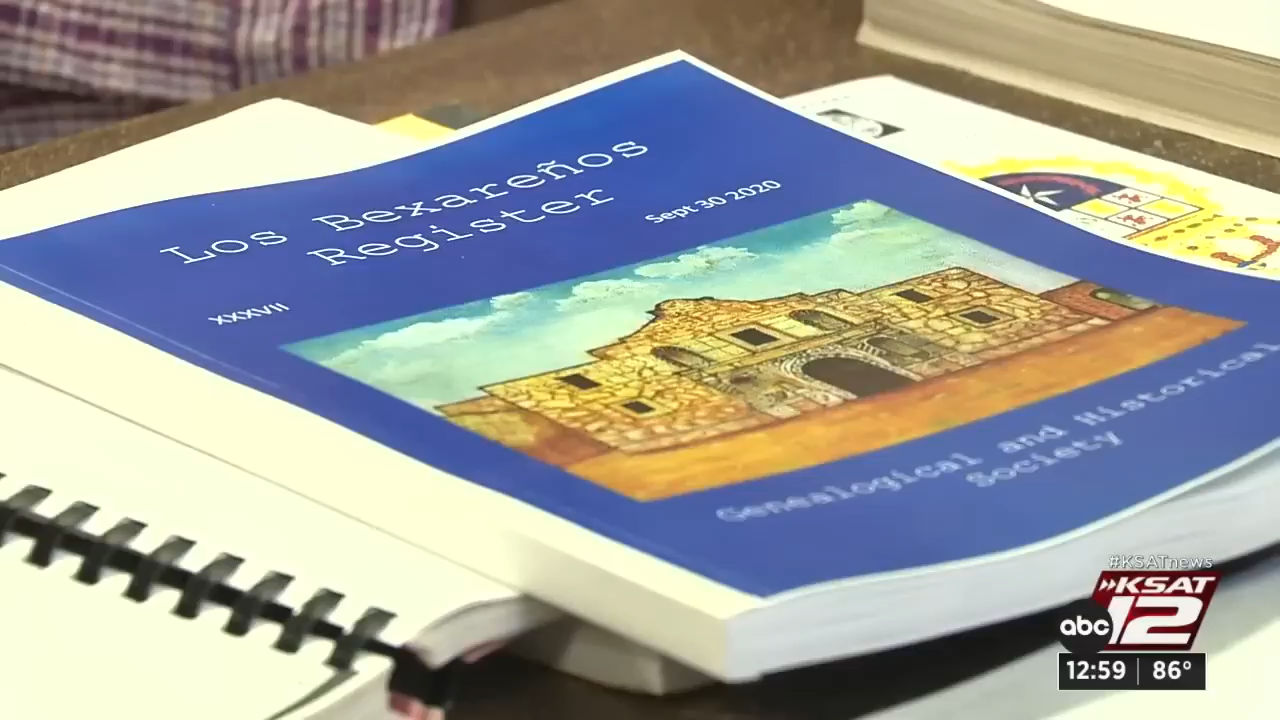 Los Bexareños
Register
Sept 30 2020
XXXVII
Genealogical and Historical
Society
#KSATnews
KSAT
abc 12
12:59 86°